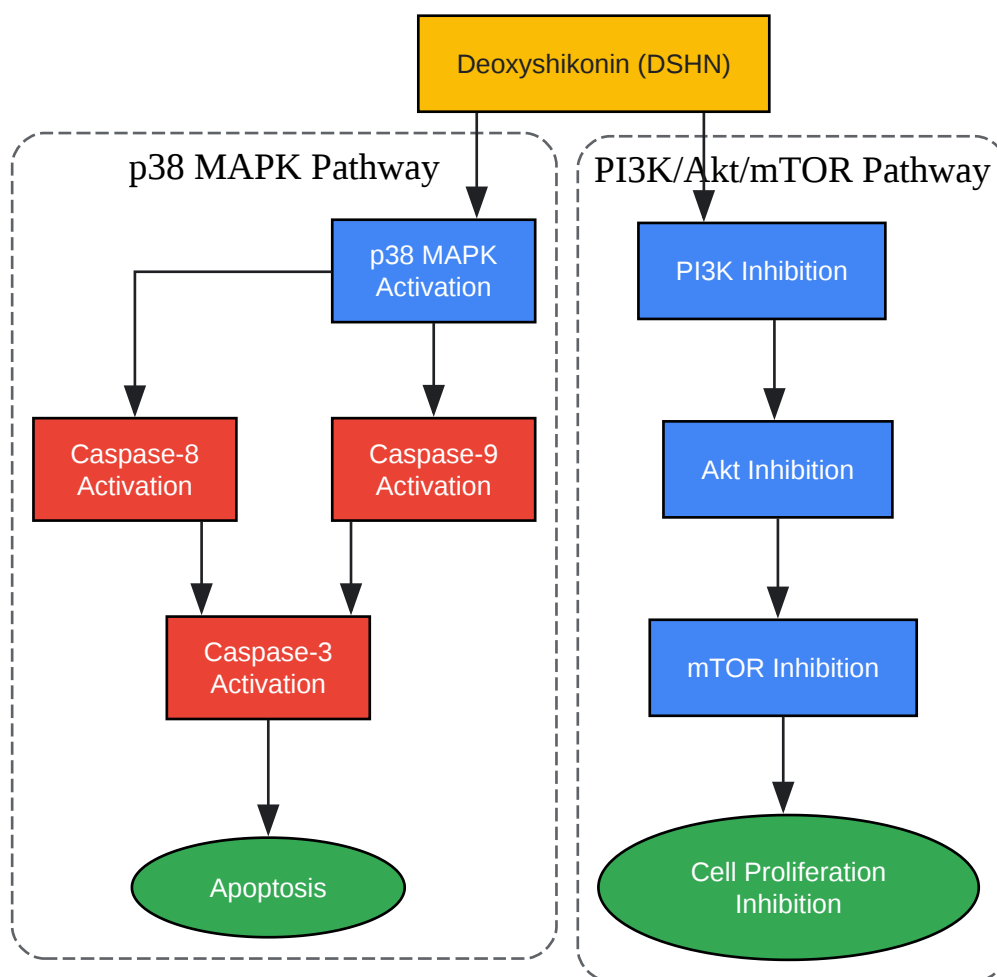 Deoxyshikonin (DSHN)
p38 MAPK Pathway
PI3K/Akt/mTOR Pathway
p38 MAPK
Activation
PI3K Inhibition
Caspase-8
Activation
Caspase-9
Activation
Akt Inhibition
Caspase-3
Activation
mTOR Inhibition
Apoptosis
Cell Proliferation
Inhibition